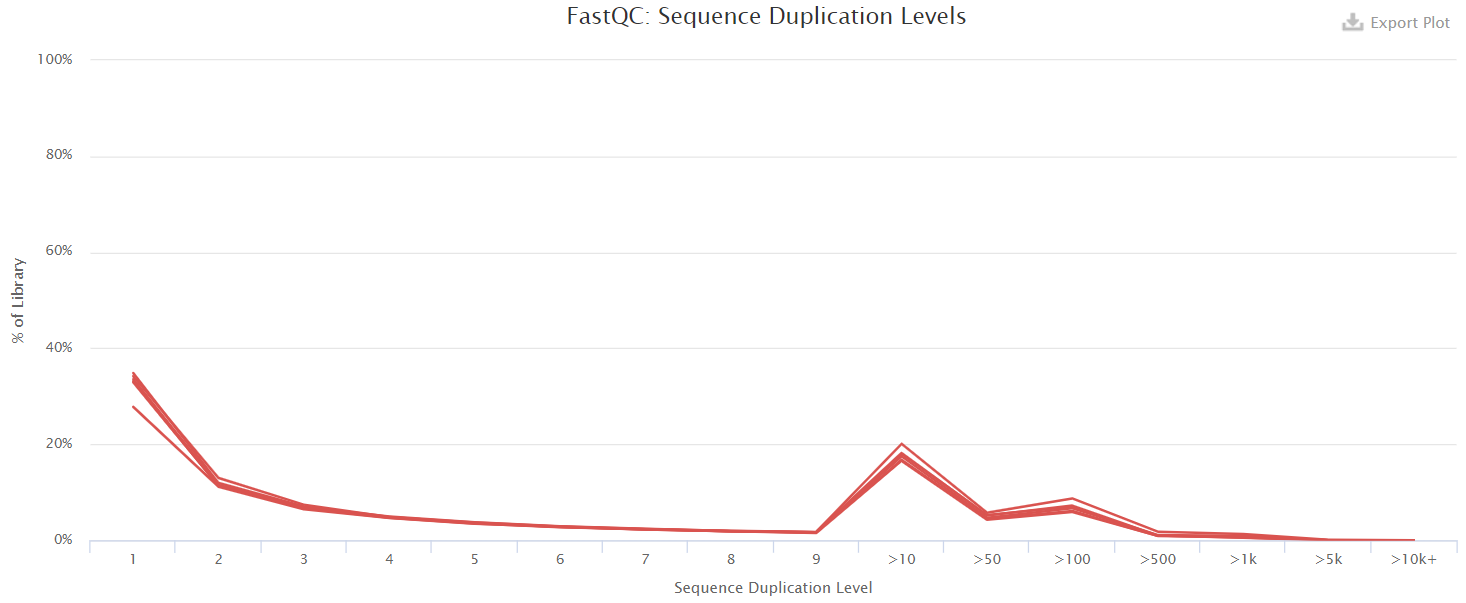 FastQC: Sequence Duplication Levels
Export Plot
100%
80%
60%
40%
20%
0%
% of Library
1 2 3 4 5 6 7 8 9 >10 >50 >100 >500 >1k >5k >10k+
Sequence Duplication Level